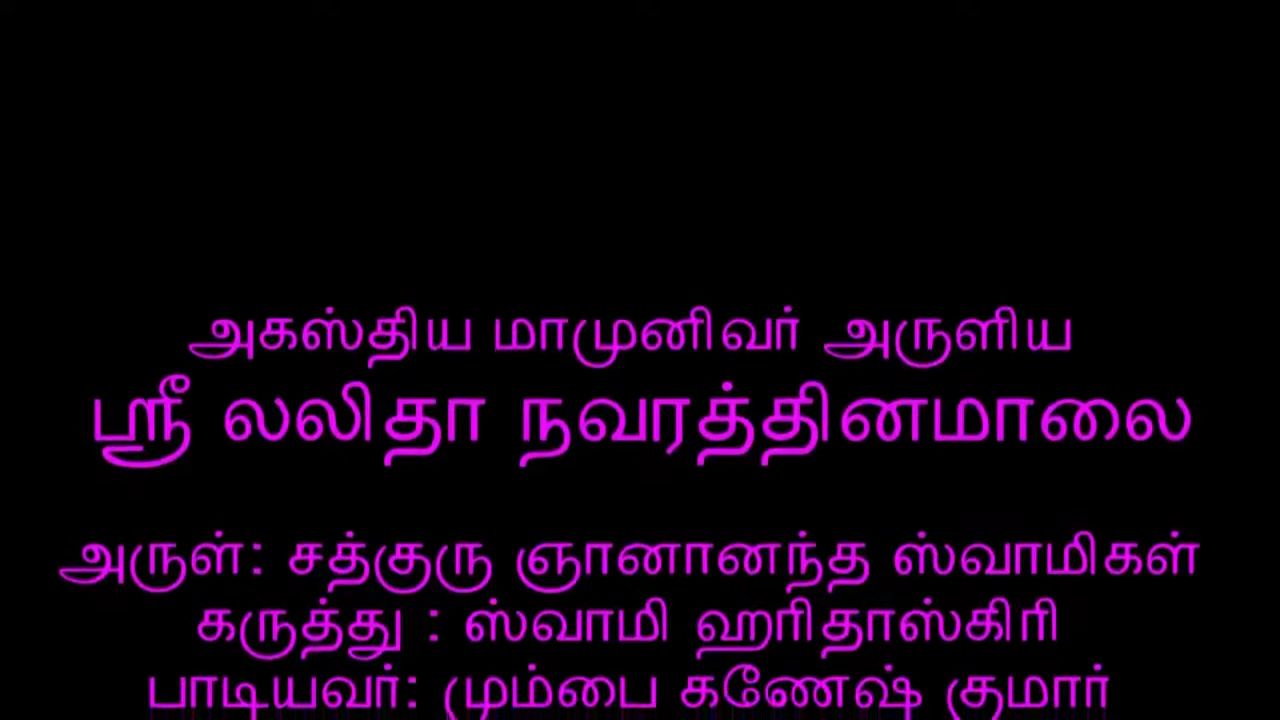 அகஸ்திய மாமுனிவர் அருளிய
ஸ்ரீ லலிதா நவரத்தினமாலை
அருள்: சத்குரு ஞானானந்த ஸ்வாமிகள்
கருத்து : ஸ்வாமி ஹரிதாஸ்கிரி
பாடியவர்: மும்பை கணேஷ் குமார்